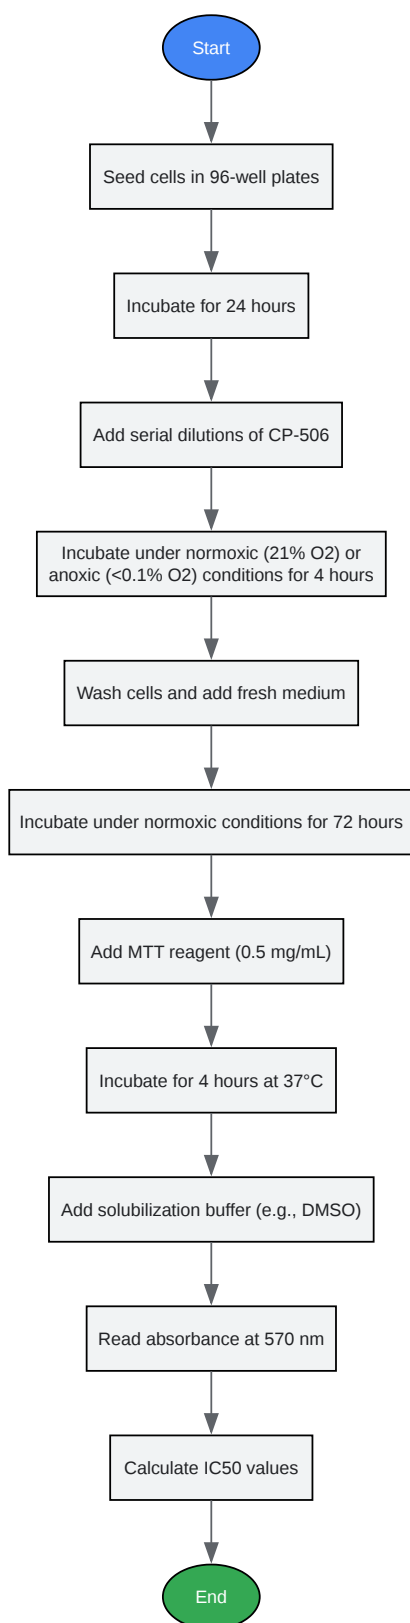 Start
Seed cells in 96-well plates
Incubate for 24 hours
Add serial dilutions of CP-506
Incubate under normoxic (21% O2) or
anoxic (<0.1% O2) conditions for 4 hours
Wash cells and add fresh medium
Incubate under normoxic conditions for 72 hours
Add MTT reagent (0.5 mg/mL)
Incubate for 4 hours at 37°C
Add solubilization buffer (e.g., DMSO)
Read absorbance at 570 nm
Calculate IC50 values
End